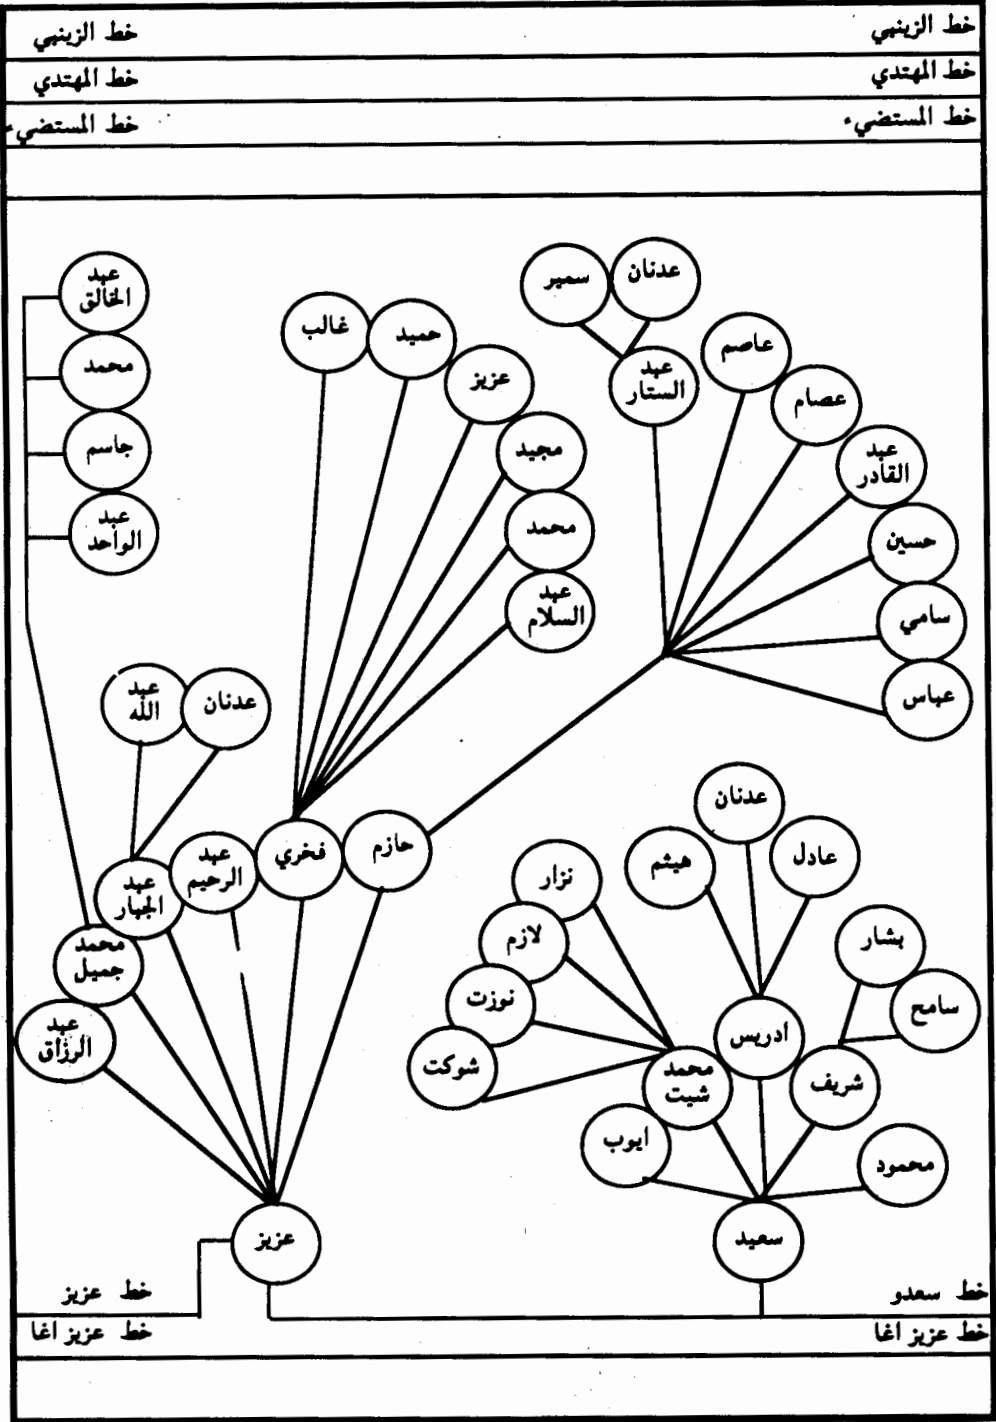 خط الزينبي
خط الزينبي
خط المهتدي
خط المهتدي
خط المستضيء
خط المستضيء
عدنان
سمير
عبد
الستار
عاصم
عصام
عبد
القادر
حسين
سامي
عباس
غالب
حميد
عزيز
مجيد
محمد
عبد
السلام
عبد
الخالق
محمد
جاسم
عبد
الواحد
عدنان
عبد
الله
حازم
فخري
عبد
الرحيم
عبد
الجبار
محمد
جميل
عبد
الرزاق
عدنان
عادل
هيثم
بشار
سامح
نزار
لازم
نوزت
شوكت
ادريس
شريف
محمد
شيت
ايوب
محمود
سعيد
عزيز
خط سعدو
خط عزيز
خط عزيز اغا
خط عزيز اغا